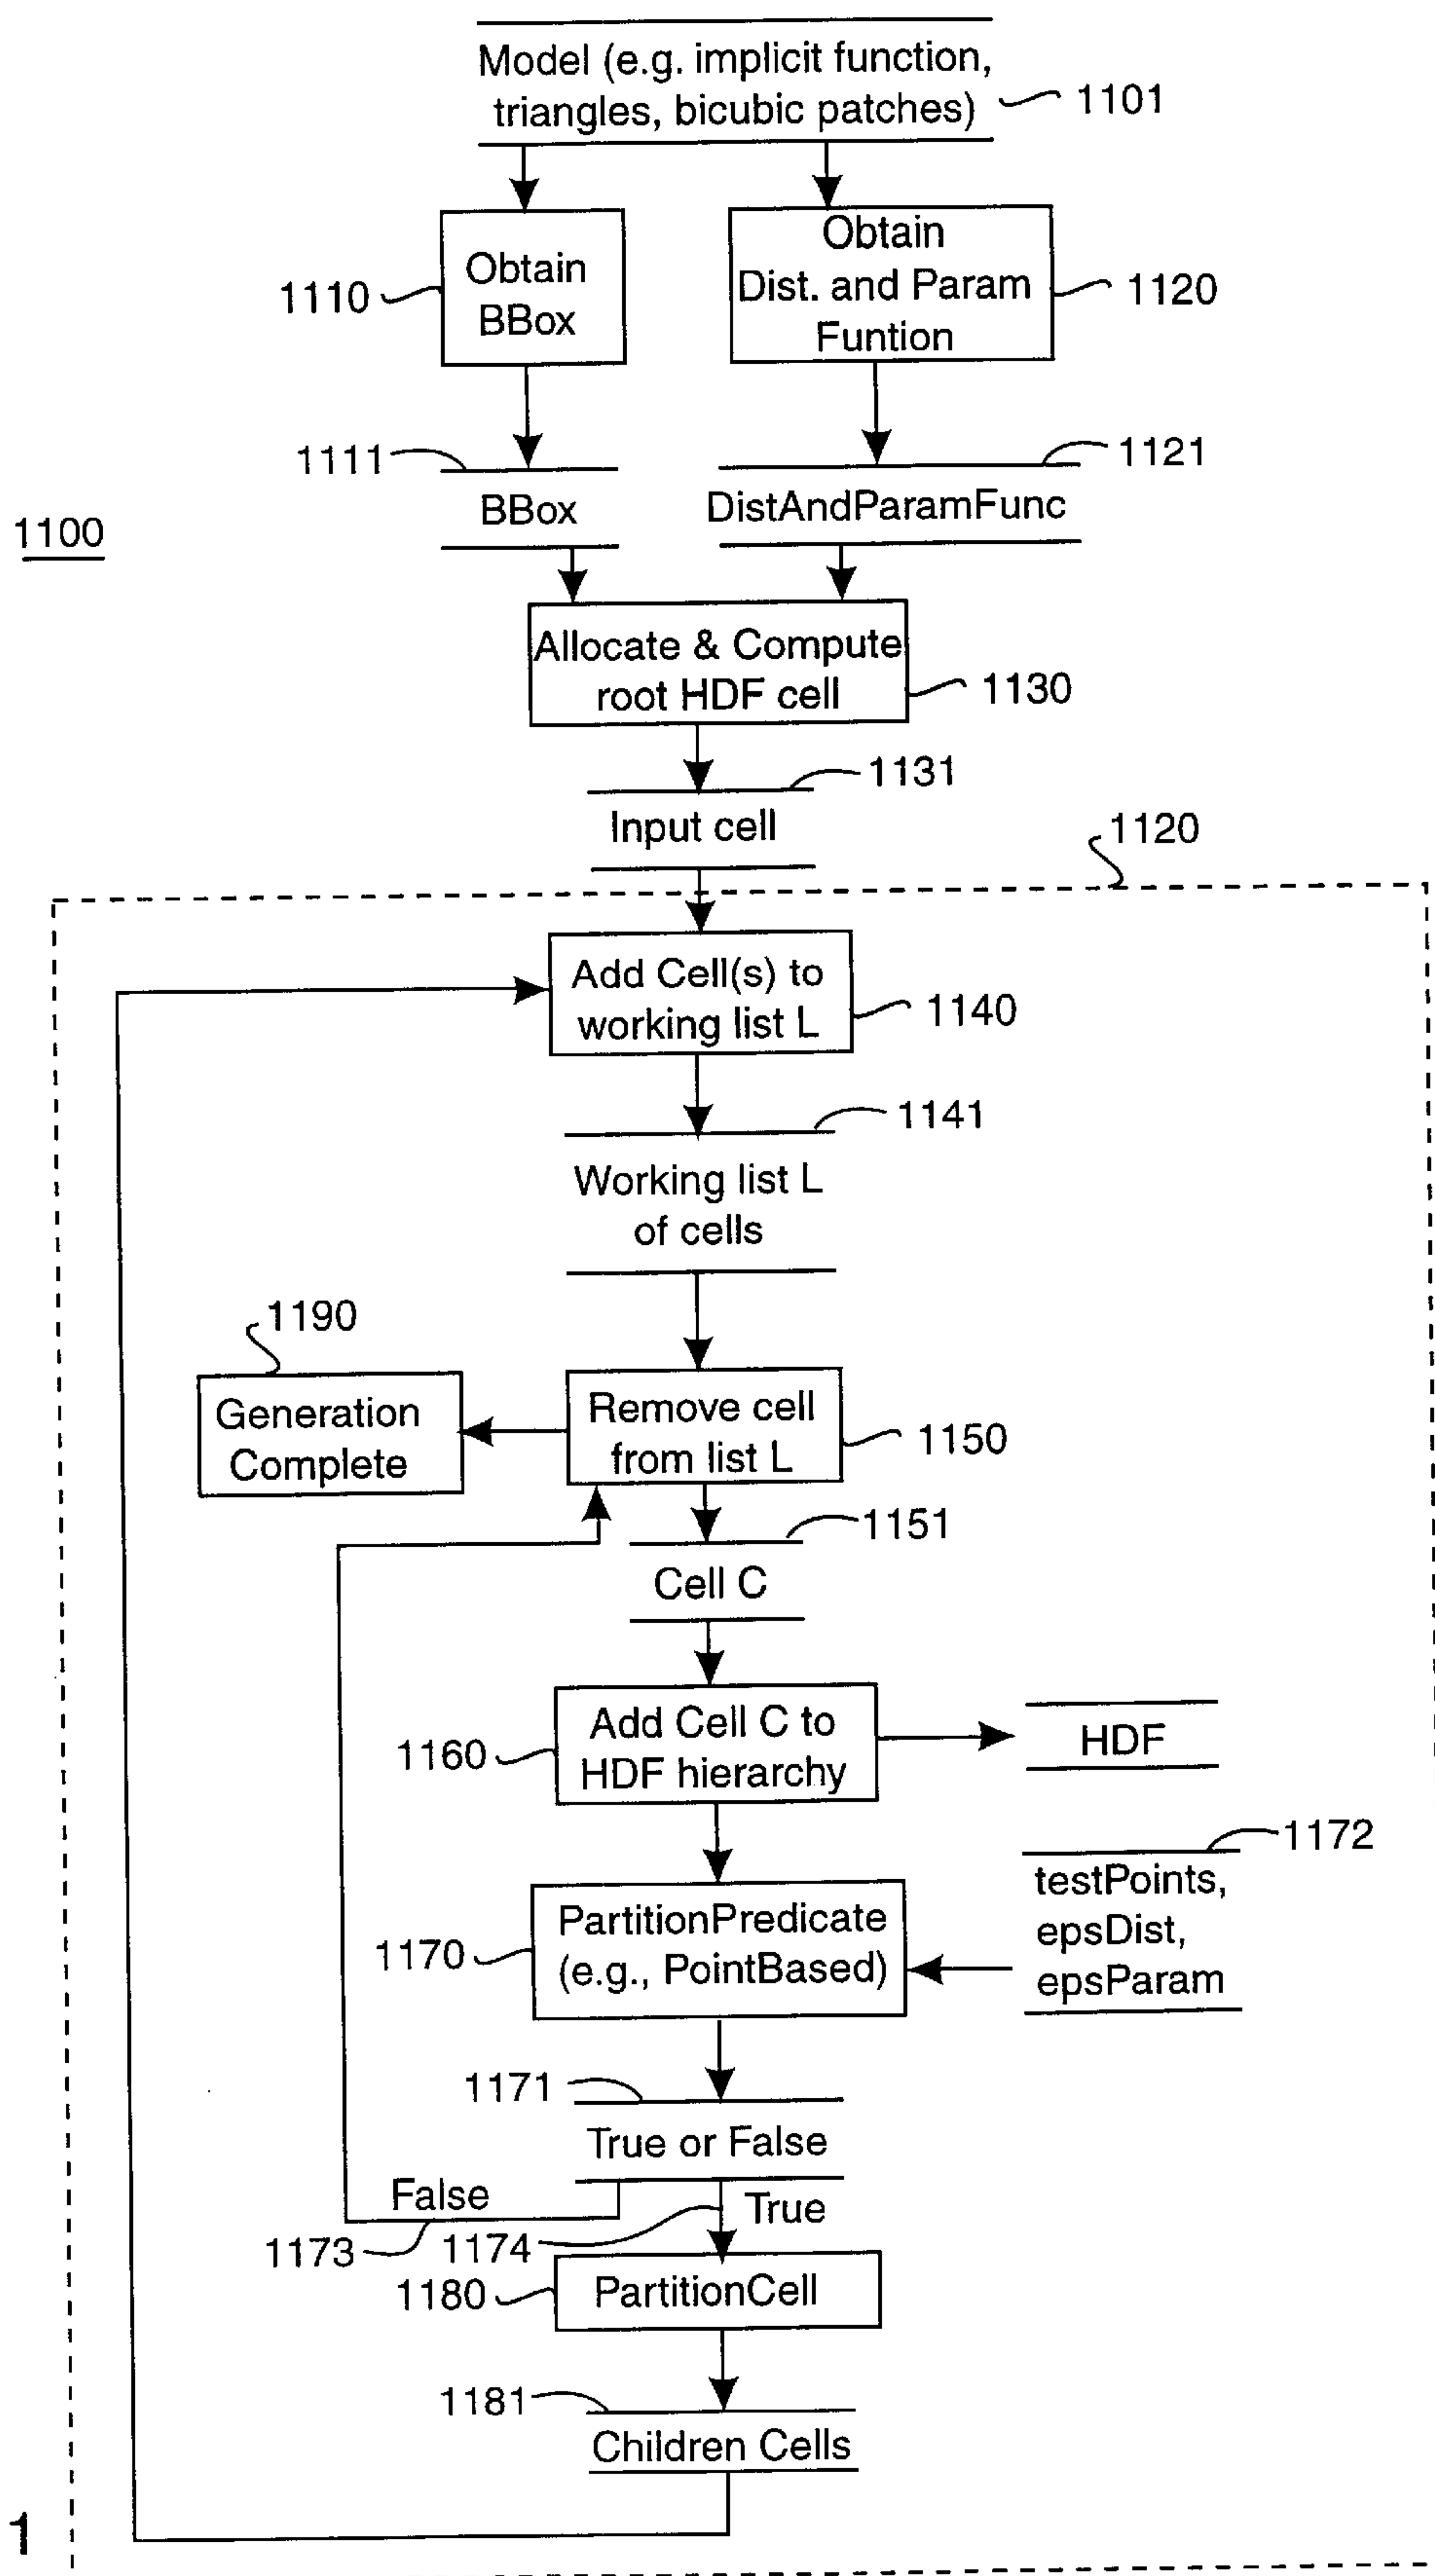 Model (e.g. implicit function,
triangles, bicubic patches)
1101
Obtain
BBox
1110
Obtain
Dist. and Param
Funtion
1120
1111
BBox
1121
DistAndParamFunc
1100
Allocate & Compute
root HDF cell
1130
1131
Input cell
1120
Add Cell(s) to
working list L
1140
1141
Working list L
of cells
1190
Generation
Complete
Remove cell
from list L
1150
1151
Cell C
Add Cell C to
HDF hierarchy
1160
HDF
1172
testPoints,
epsDist,
epsParam
PartitionPredicate
(e.g., PointBased)
1170
1171
True or False
False
1173
1174
True
1180
PartitionCell
1181
Children Cells
1